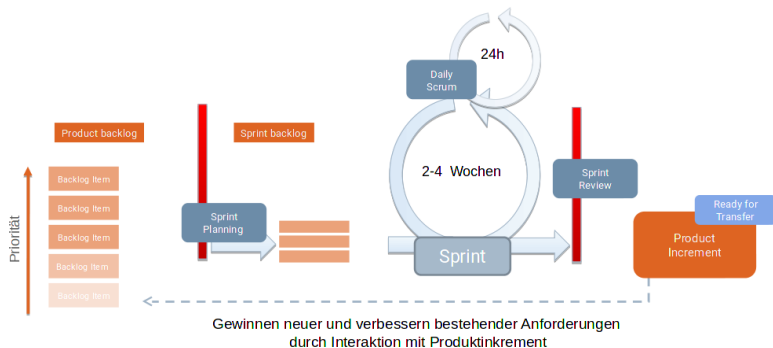 24h
Daily
Scrum
Product backlog
Sprint backlog
2-4 Wochen
Backlog Item
Backlog Item
Backlog Item
Backlog Item
Backlog Item
Priorität
Sprint
Planning
Sprint
Sprint
Review
Ready for
Transfer
Product
Increment
Gewinnen neuer und verbessern bestehender Anforderungen
durch Interaktion mit Produktinkrement